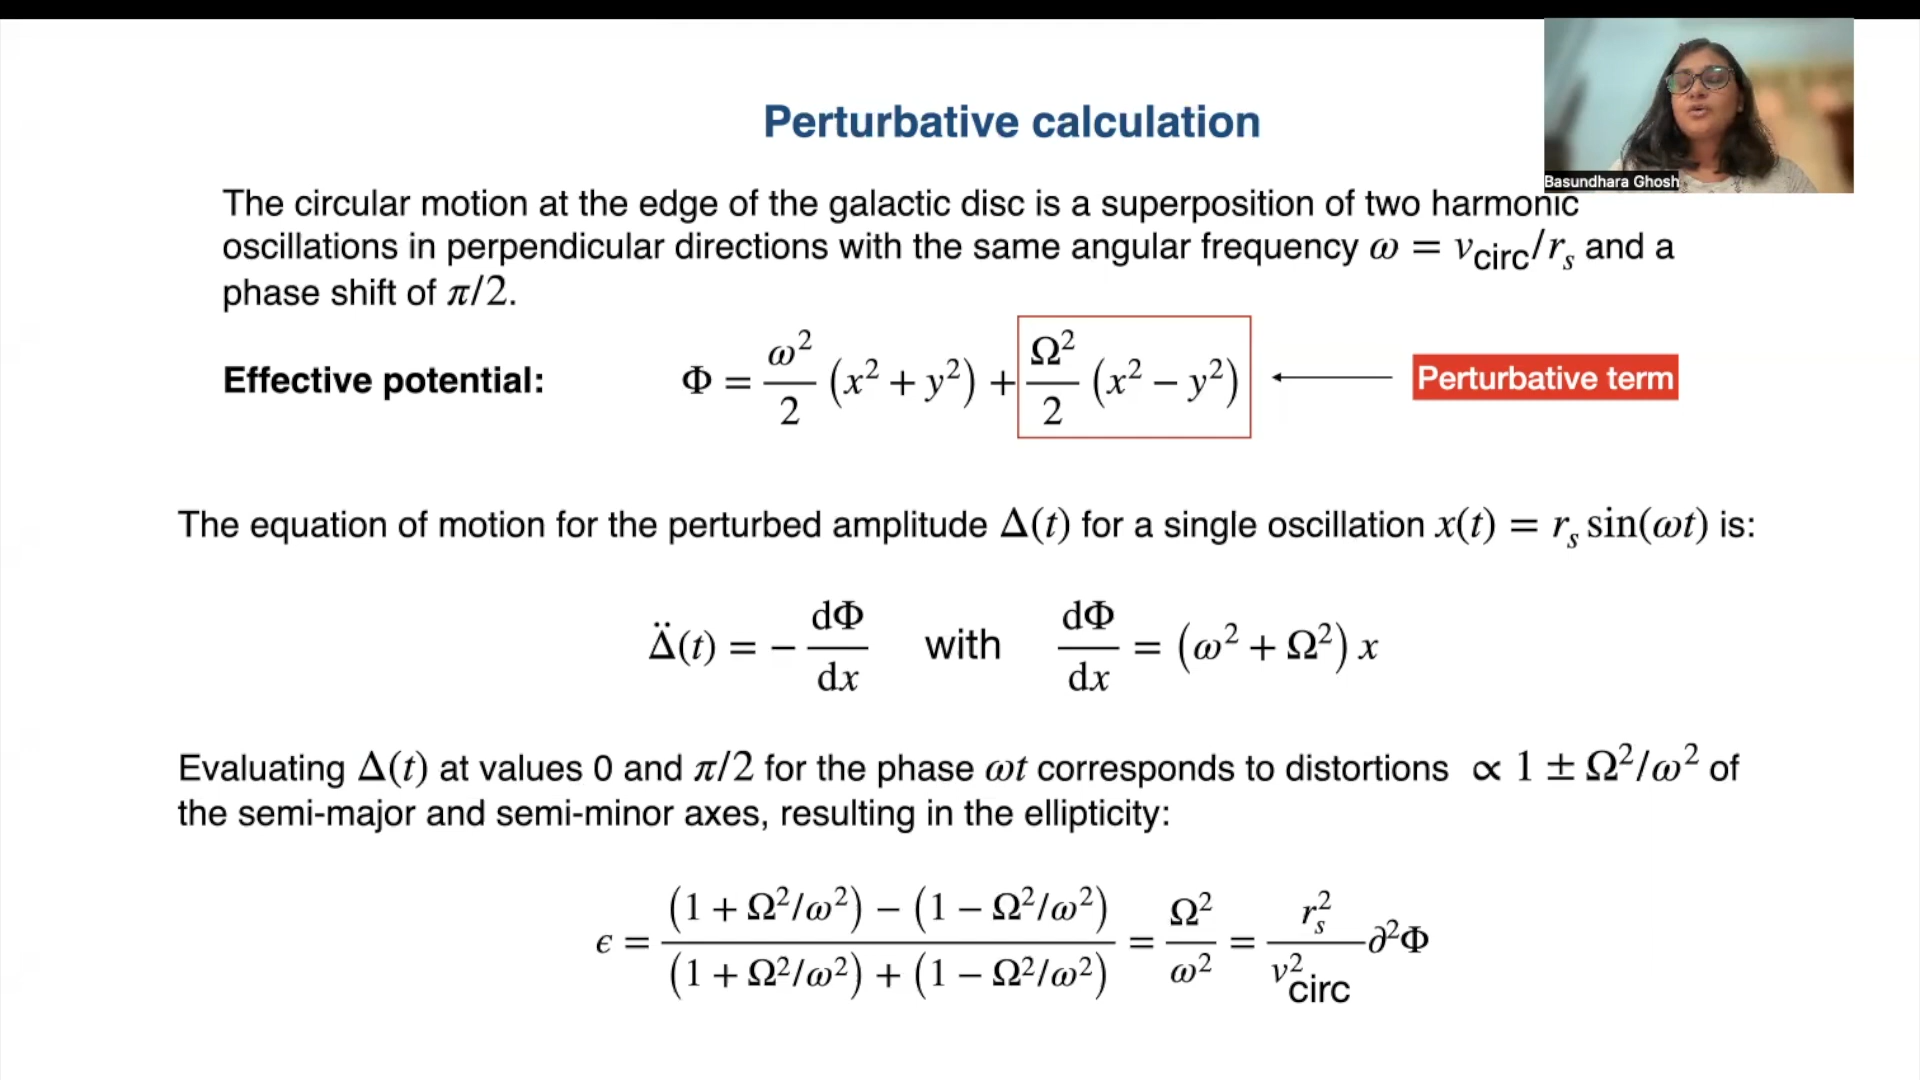 Perturbative calculation
Basundhara Ghosh
The circular motion at the edge of the galactic disc is a superposition of two harmonic
oscillations in perpendicular directions with the same angular frequency ω = v_circ/r_s and a
phase shift of π/2.
Effective potential: Φ = ω²/2 (x² + y²) + Ω²/2 (x² − y²) Perturbative term
The equation of motion for the perturbed amplitude Δ(t) for a single oscillation x(t) = r_s sin(ωt) is:
Δ̈(t) = − dΦ/dx with dΦ/dx = (ω² + Ω²) x
Evaluating Δ(t) at values 0 and π/2 for the phase ωt corresponds to distortions ∝ 1 ± Ω²/ω² of
the semi-major and semi-minor axes, resulting in the ellipticity:
ϵ = ((1 + Ω²/ω²) − (1 − Ω²/ω²)) / ((1 + Ω²/ω²) + (1 − Ω²/ω²)) = Ω²/ω² = r_s²/v²_circ ∂²Φ